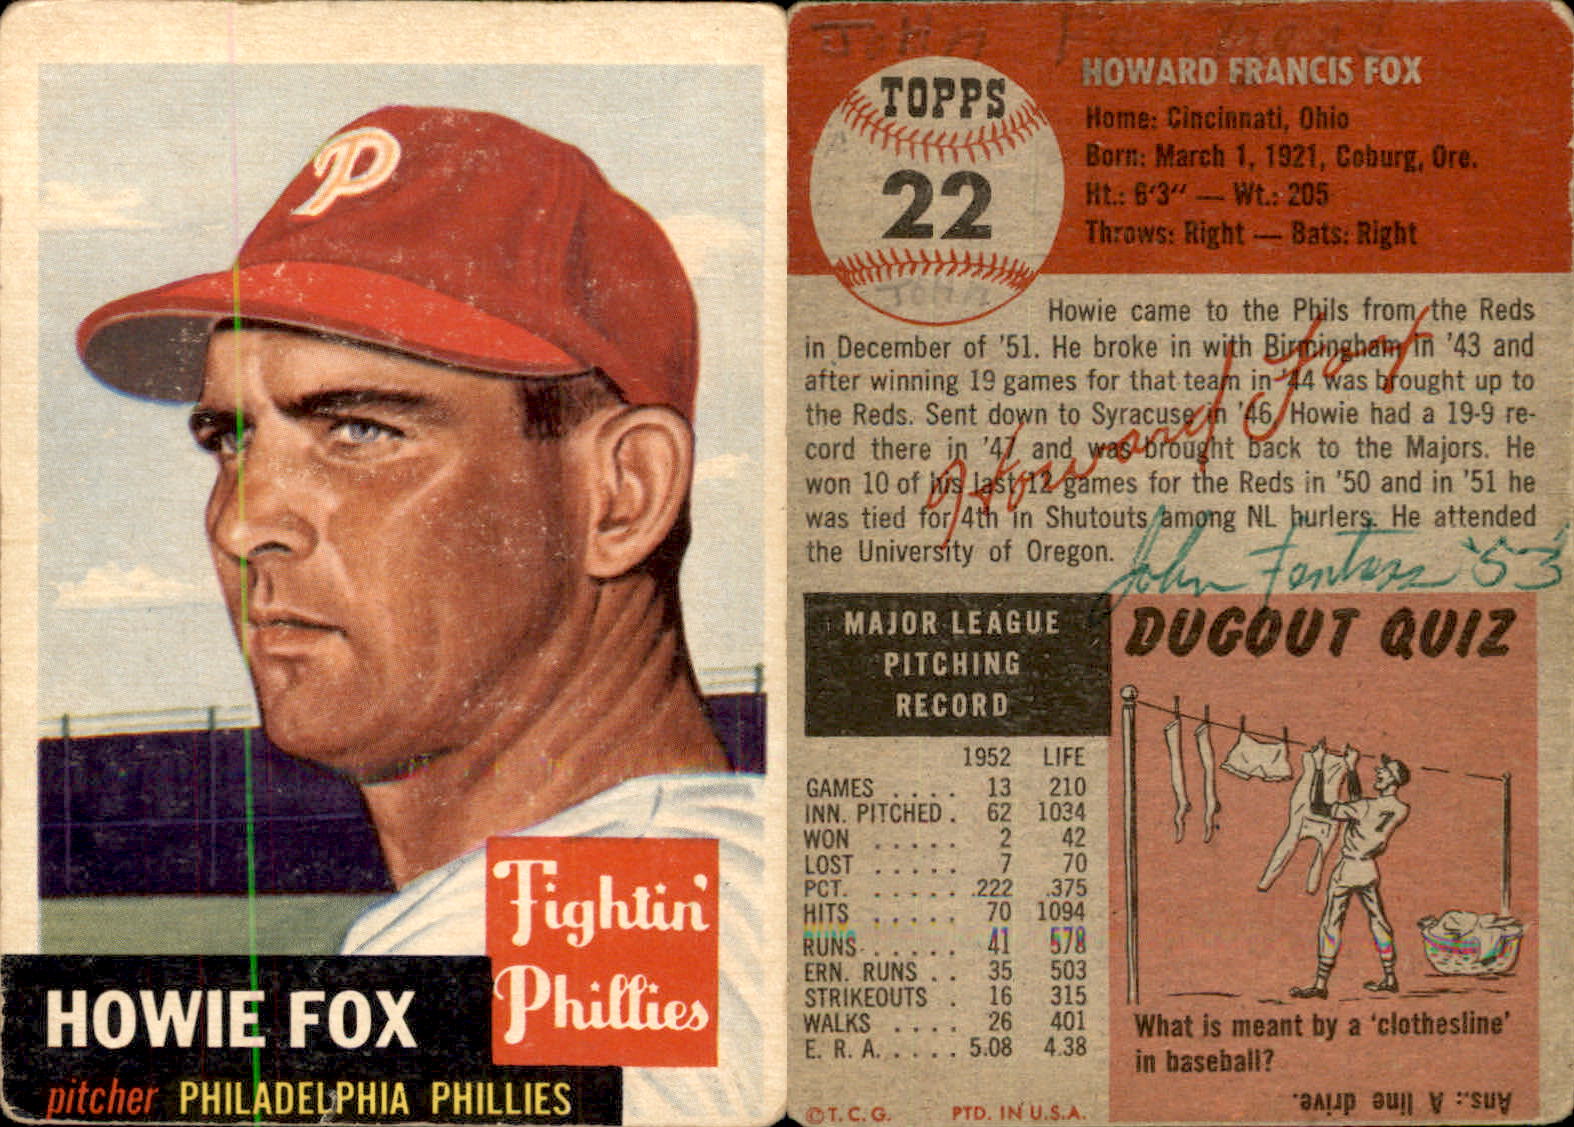 P
Fightin'
Phillies
HOWIE FOX
pitcher PHILADELPHIA PHILLIES
John
TOPPS
22
John
HOWARD FRANCIS FOX
Home: Cincinnati, Ohio
Born: March 1, 1921, Coburg, Ore.
Ht.: 6'3" — Wt.: 205
Throws: Right — Bats: Right
Howie came to the Phils from the Reds
in December of '51. He broke in with Birmingham in '43 and
after winning 19 games for that team in '44 was brought up to
the Reds. Sent down to Syracuse in '46, Howie had a 19-9 re-
cord there in '47 and was brought back to the Majors. He
won 10 of his last 12 games for the Reds in '50 and in '51 he
was tied for 4th in Shutouts among NL hurlers. He attended
the University of Oregon.
Howard Fox
John '53
MAJOR LEAGUE
PITCHING
RECORD
1952 LIFE
GAMES . . . . 13 210
INN. PITCHED . 62 1034
WON . . . . . 2 42
LOST . . . . . 7 70
PCT. . . . . . .222 .375
HITS . . . . . 70 1094
RUNS . . . . . 41 578
ERN. RUNS . . 35 503
STRIKEOUTS . 16 315
WALKS . . . . 26 401
E. R. A. . . . . 5.08 4.38
©T.C.G. PTD. IN U.S.A.
DUGOUT QUIZ
7
What is meant by a 'clothesline'
in baseball?
Ans.: A line drive.